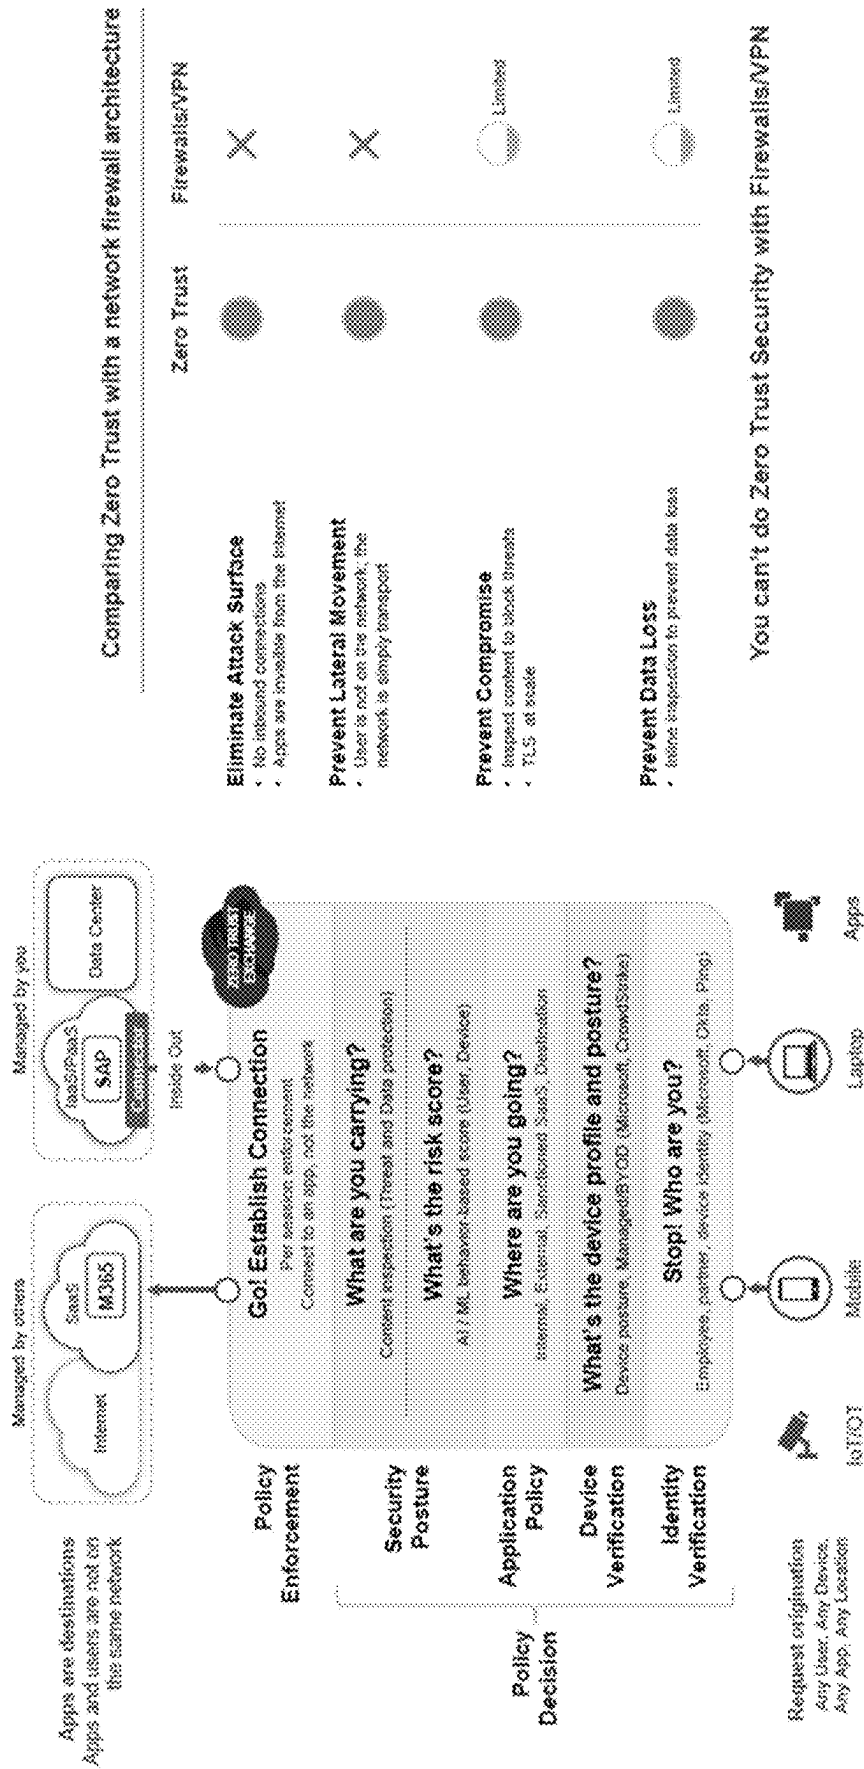 Apps are destinations
Apps and users are not on
the same network
Managed by others
Internet
SaaS
M365
Managed by you
IaaS/PaaS
SAP
Data Center
Inside Out
ZERO TRUST
EXCHANGE
Policy
Enforcement
Go! Establish Connection
Per session enforcement
Connect to an app, not the network
Policy
Decision
Security
Posture
What are you carrying?
Content inspection (Threat and Data protection)
What's the risk score?
AI / ML behavior-based score (User, Device)
Application
Policy
Where are you going?
Internal, External, Sanctioned SaaS, Destination
Device
Verification
What's the device profile and posture?
Device posture, Managed/BYOD (Microsoft, CrowdStrike)
Identity
Verification
Stop! Who are you?
Employee, partner, device identity (Microsoft, Okta, Ping)
Request origination
Any User, Any Device,
Any App, Any Location
IoT/OT
Mobile
Laptop
Apps
Comparing Zero Trust with a network firewall architecture
Zero Trust
Firewalls/VPN
Eliminate Attack Surface
• No inbound connections
• Apps are invisible from the Internet
Prevent Lateral Movement
• User is not on the network; the
network is simply transport
Prevent Compromise
• Inspect content to block threats
• TLS at scale
Limited
Prevent Data Loss
• Inline inspection to prevent data loss
Limited
You can't do Zero Trust Security with Firewalls/VPN